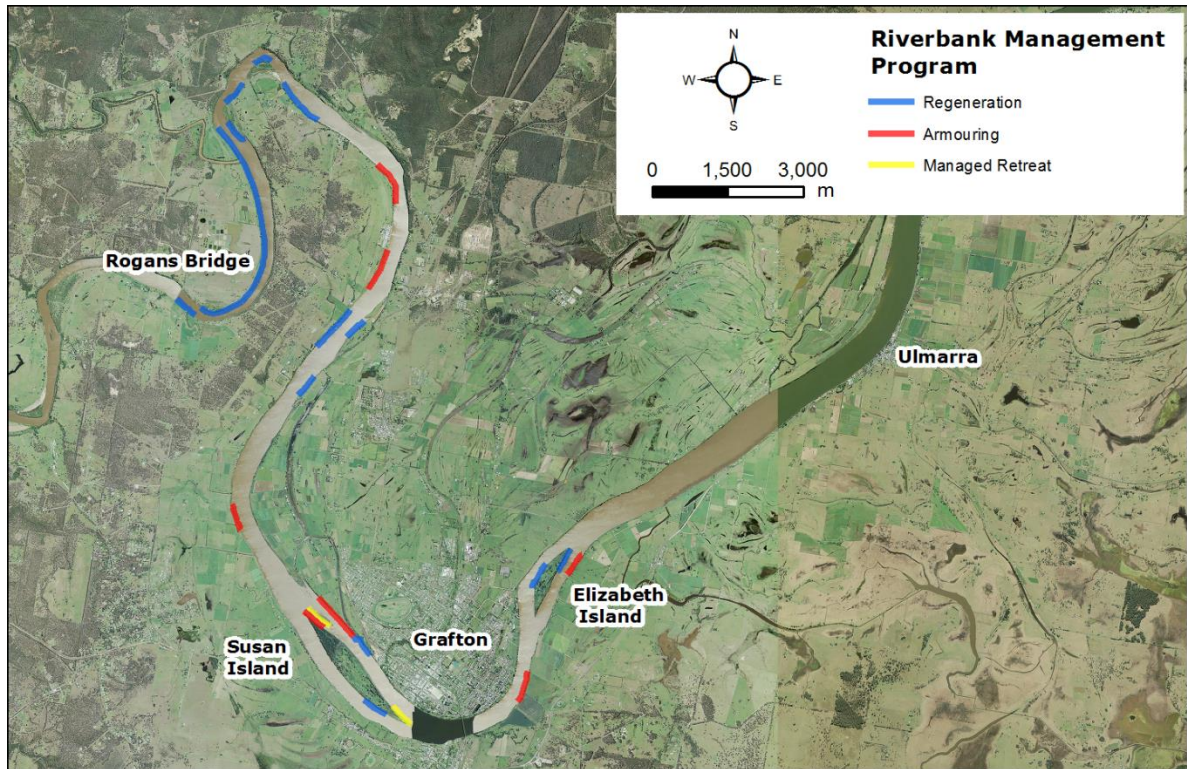 Riverbank Management
Program
N
W E
S
Regeneration
Armouring
Managed Retreat
0 1,500 3,000
m
Rogans Bridge
Ulmarra
Elizabeth
Island
Grafton
Susan
Island